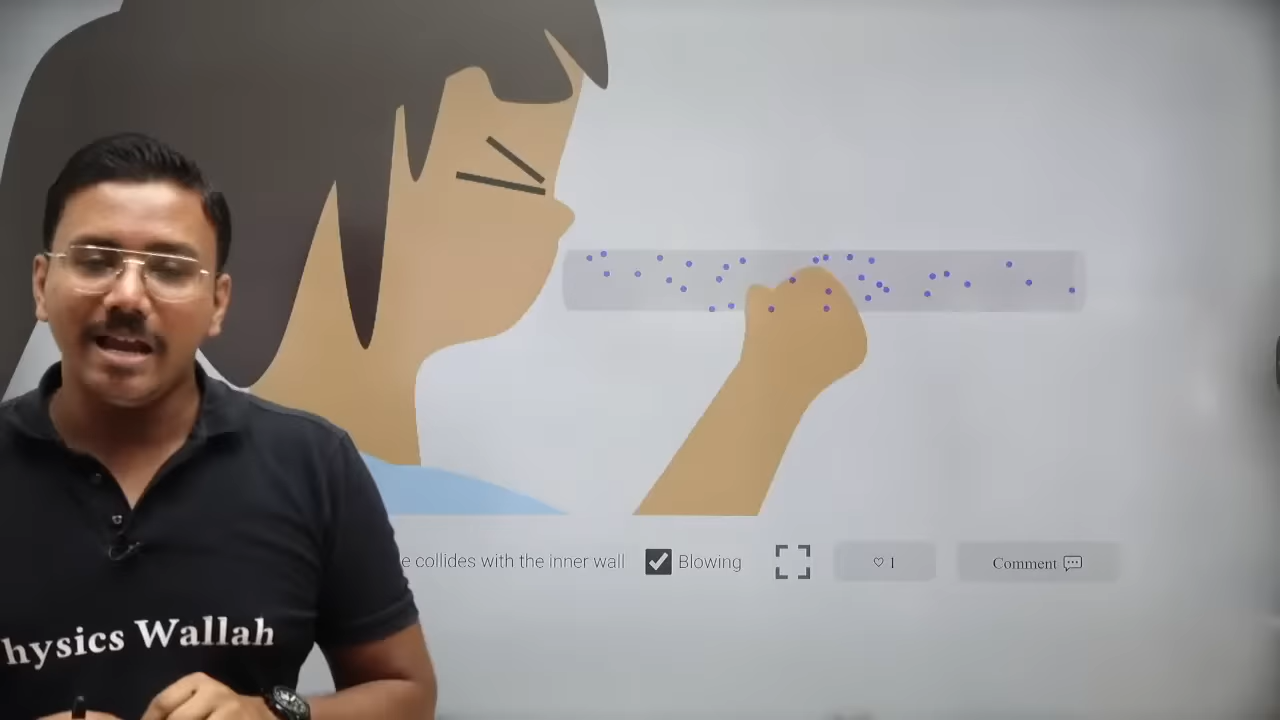 e collides with the inner wall
Blowing
♡ 1
Comment
hysics Wallah